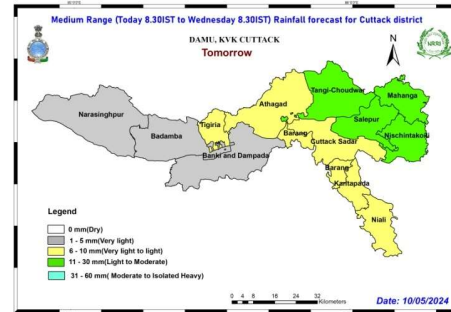 Medium Range (Today 8.30IST to Wednesday 8.30IST) Rainfall forecast for Cuttack district
DAMU, KVK CUTTACK
Tomorrow
N
NRRI
Tangi-Choudwar
Mahanga
Athagad
Narasinghpur
Salepur
Tigiria
Nischintakoili
Badamba
Barang
Cuttack Sadar
Banki and Dampada
Barang
Kantapada
Niali
Legend
0 mm(Dry)
1 - 5 mm(Very light)
6 - 10 mm(Very light to light)
11 - 30 mm(Light to Moderate)
31 - 60 mm( Moderate to Isolated Heavy)
0 4 8 16 24 32
Kilometers
Date: 10/05/2024